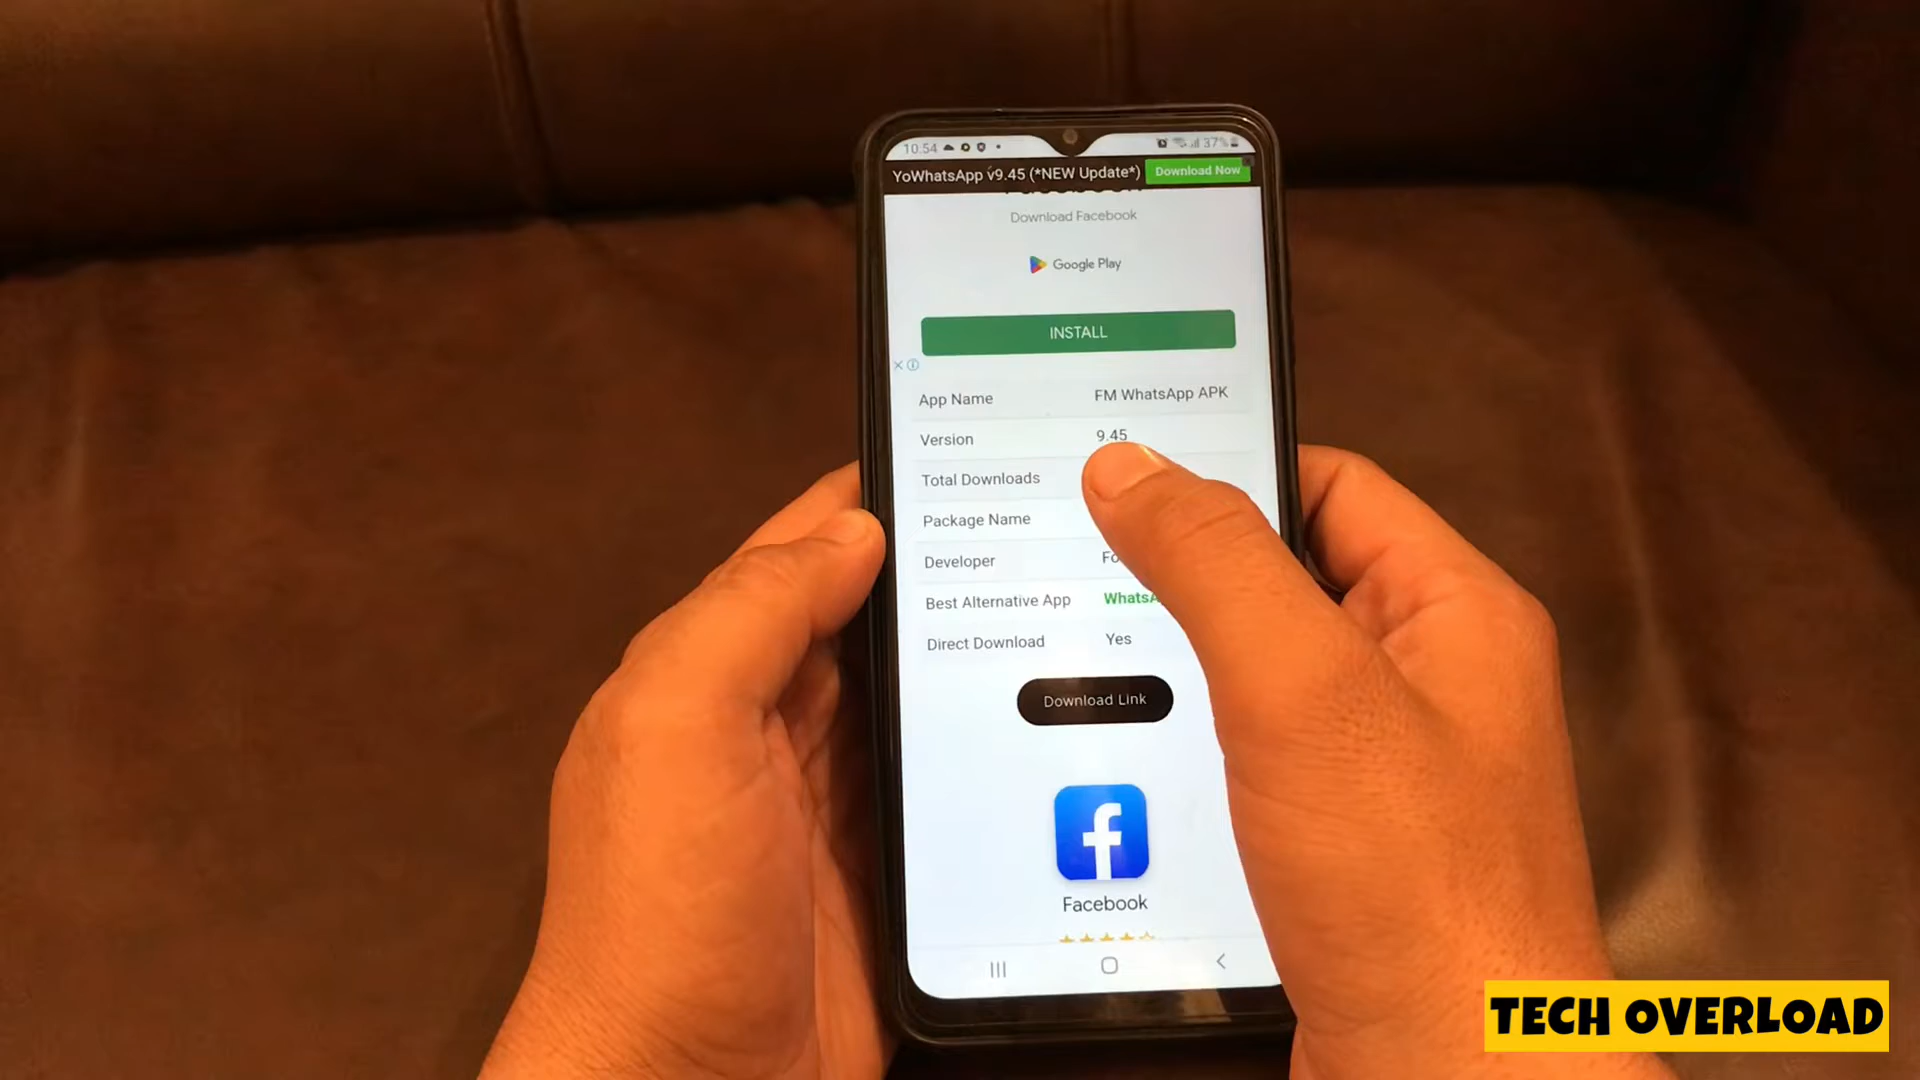 10.54
37%
YoWhatsApp v9.45 (*NEW Update*) Download Now
Download Facebook
Google Play
INSTALL
App Name FM WhatsApp APK
Version 9.45
Total Downloads
Package Name
Developer
Best Alternative App
Direct Download Yes
Download Link
f
Facebook
TECH OVERLOAD